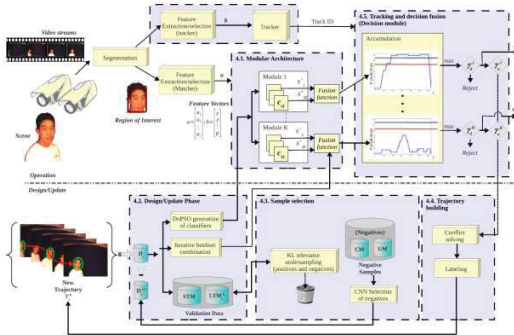 Video streams
Segmentation
Feature
Extraction/selection
(tracker)
b
Tracker
Track ID
Feature
Extraction/selection
(Matcher)
a
Region of Interest
Feature Vectors
Scene
Operation
Design/Update
4.1. Modular Architecture
Module 1
Fusion
function
Module K
Fusion
function
4.5. Tracking and decision fusion
(Decision module)
Accumulation
max
Reject
max
Reject
New
Trajectory
4.2. Design/Update Phase
DePSO generation
of classifiers
Iterative boolean
combination
D
STM
LTM
Validation Data
4.3. Sample selection
KL relevance
undersampling
(positives and negatives)
(Negatives)
CM
UM
Negative
Samples
CNN Selection
of negatives
4.4. Trajectory
building
Conflict
solving
Labeling